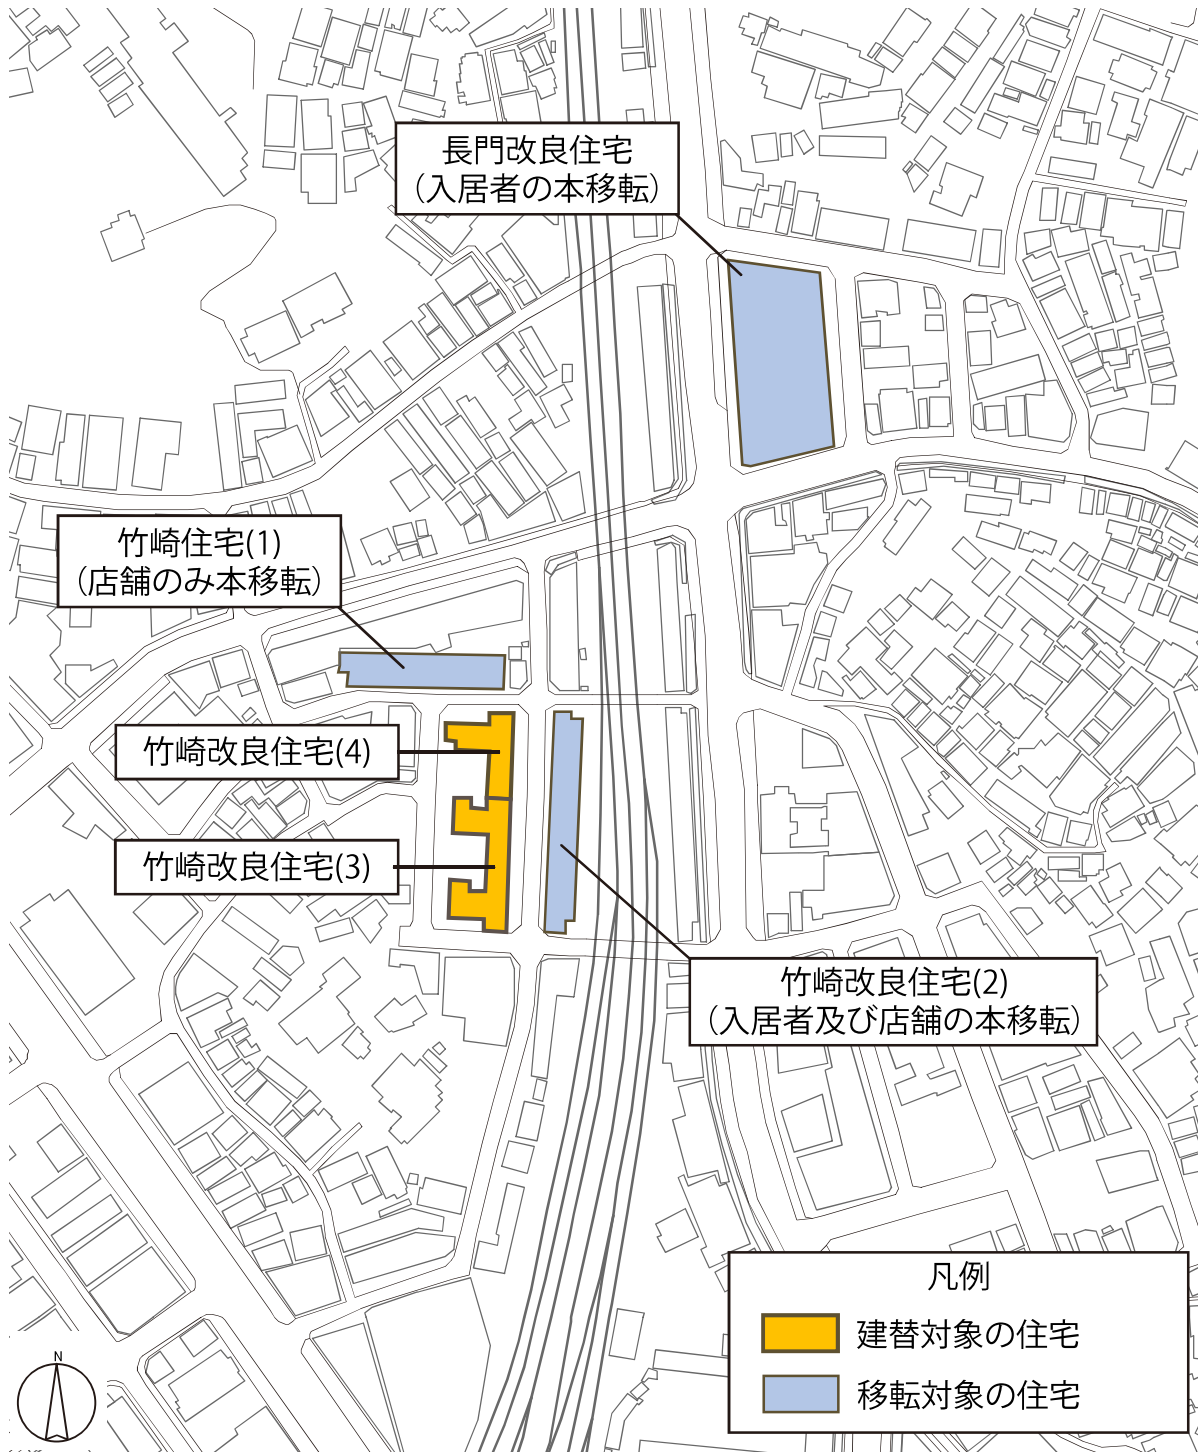 長門改良住宅
（入居者の本移転）
竹崎住宅(1)
（店舗のみ本移転）
竹崎改良住宅(4)
竹崎改良住宅(3)
竹崎改良住宅(2)
（入居者及び店舗の本移転）
凡例
建替対象の住宅
移転対象の住宅
N